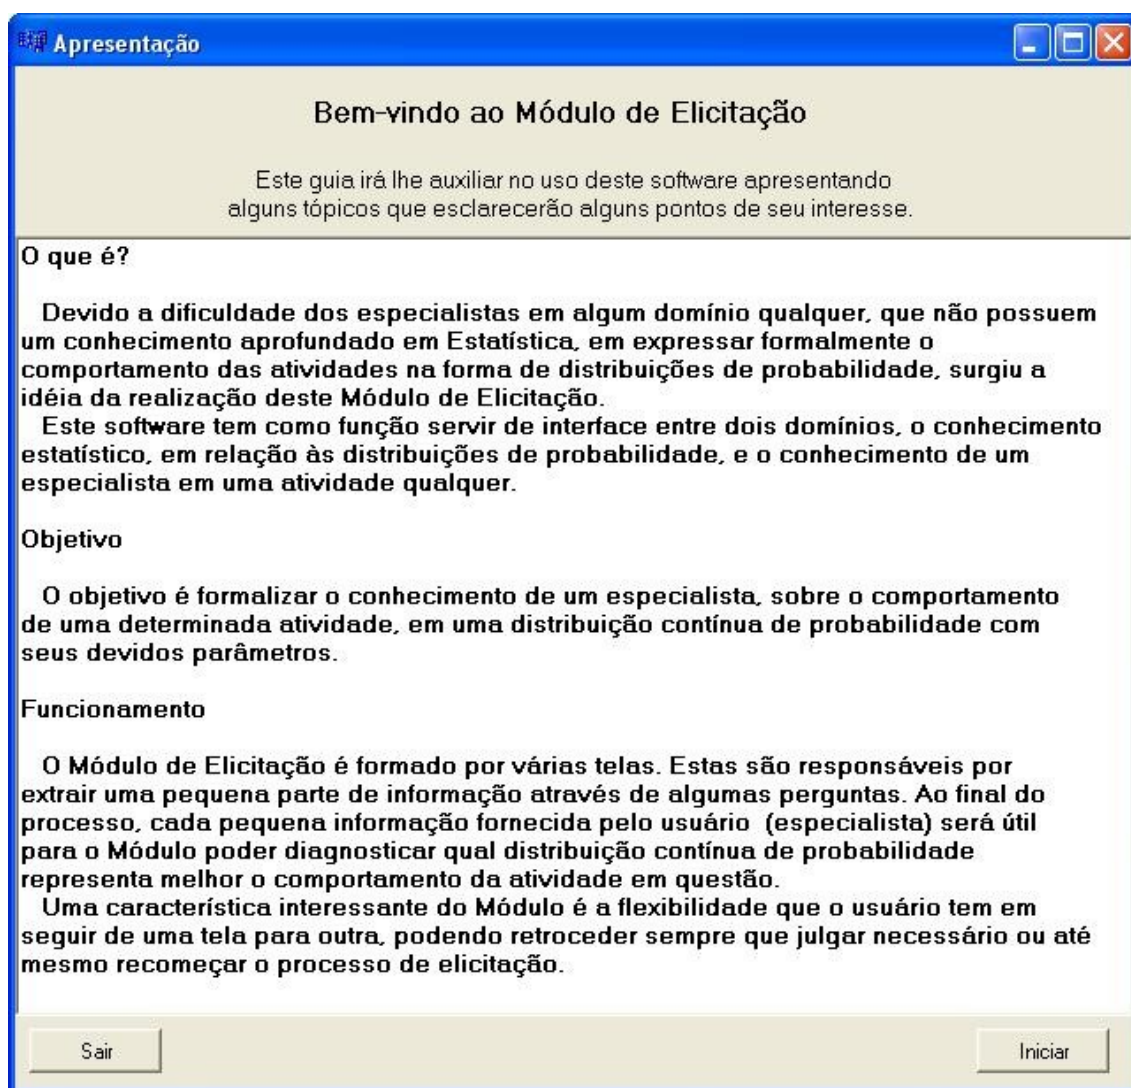 Apresentação
Bem-vindo ao Módulo de Elicitação
Este guia irá lhe auxiliar no uso deste software apresentando
alguns tópicos que esclarecerão alguns pontos de seu interesse.
O que é?
Devido a dificuldade dos especialistas em algum domínio qualquer, que não possuem
um conhecimento aprofundado em Estatística, em expressar formalmente o
comportamento das atividades na forma de distribuições de probabilidade, surgiu a
idéia da realização deste Módulo de Elicitação.
Este software tem como função servir de interface entre dois domínios, o conhecimento
estatístico, em relação às distribuições de probabilidade, e o conhecimento de um
especialista em uma atividade qualquer.
Objetivo
O objetivo é formalizar o conhecimento de um especialista, sobre o comportamento
de uma determinada atividade, em uma distribuição contínua de probabilidade com
seus devidos parâmetros.
Funcionamento
O Módulo de Elicitação é formado por várias telas. Estas são responsáveis por
extrair uma pequena parte de informação através de algumas perguntas. Ao final do
processo, cada pequena informação fornecida pelo usuário (especialista) será útil
para o Módulo poder diagnosticar qual distribuição contínua de probabilidade
representa melhor o comportamento da atividade em questão.
Uma característica interessante do Módulo é a flexibilidade que o usuário tem em
seguir de uma tela para outra, podendo retroceder sempre que julgar necessário ou até
mesmo recomeçar o processo de elicitação.
Sair
Iniciar